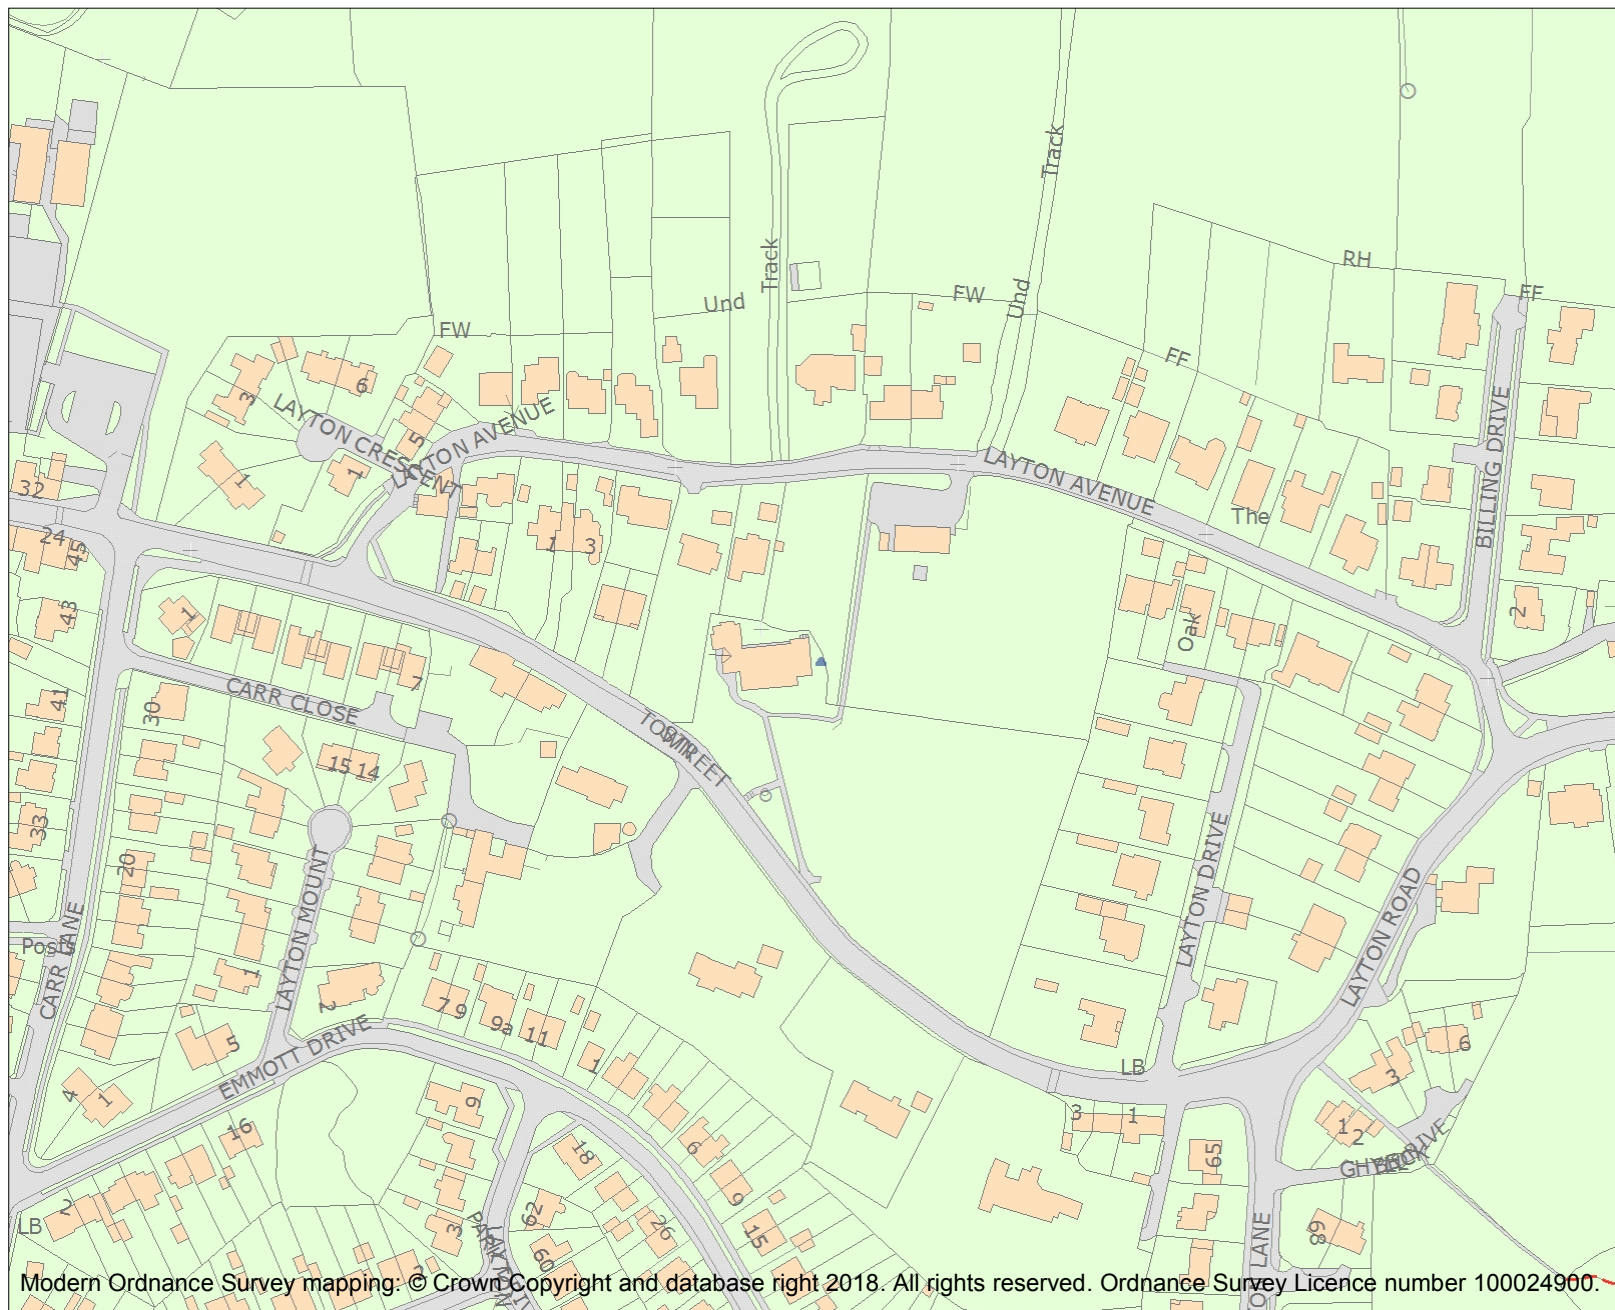 Track
Track
RH
FF
FW
Und
Und
FW
FF
3
6
LAYTON CRESCENT
LAYTON AVENUE
5
1
1
LAYTON AVENUE
BILLING DRIVE
The
32
24
45
1
3
43
1
2
Oak
7
41
CARR CLOSE
30
TOWN STREET
15
14
33
20
LAYTON MOUNT
LAYTON DRIVE
LAYTON ROAD
Posts
CARR LANE
1
2
7
9
9a
11
5
EMMOTT DRIVE
1
LB
6
3
4
1
9
3
1
1
2
16
18
6
65
GHYLL
DRIVE
2
LB
3
62
9
26
15
60
68
LANE
Modern Ordnance Survey mapping: © Crown Copyright and database right 2018. All rights reserved. Ordnance Survey Licence number 100024900.